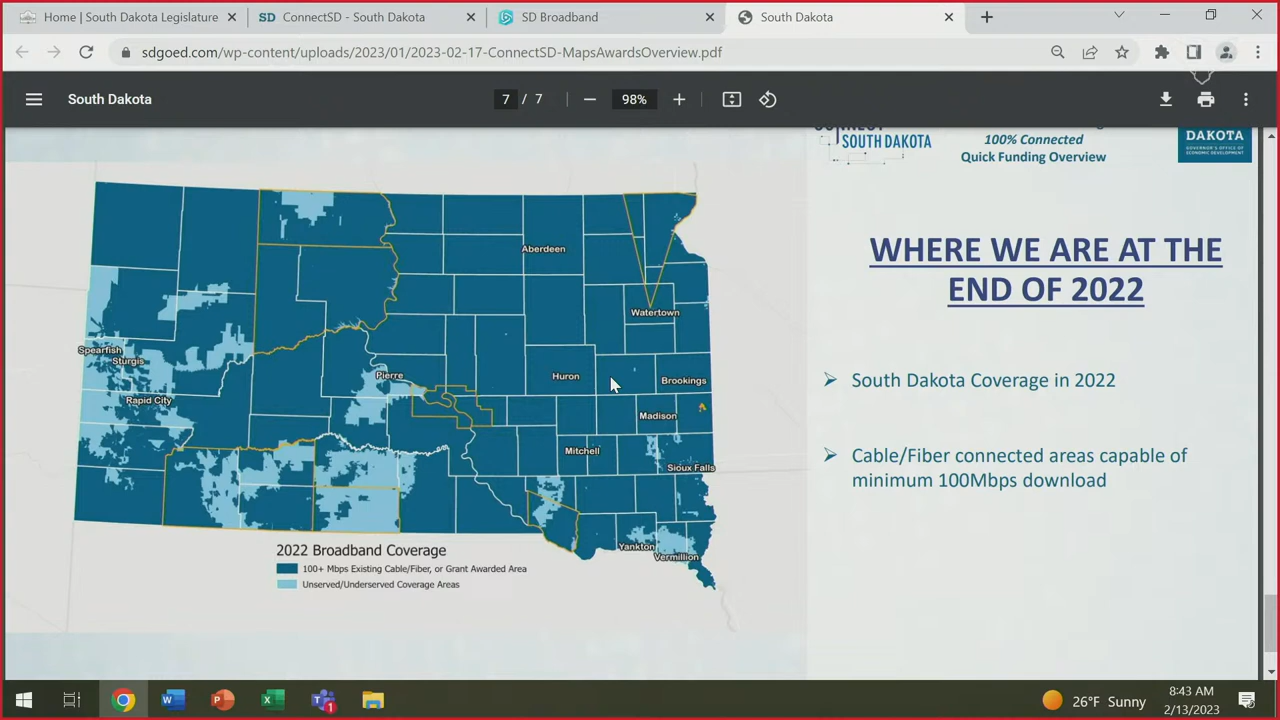 Home | South Dakota Legislature
SD ConnectSD - South Dakota
SD Broadband
South Dakota
sdgoed.com/wp-content/uploads/2023/01/2023-02-17-ConnectSD-MapsAwardsOverview.pdf
South Dakota
7 / 7
98%
SOUTH DAKOTA
100% Connected
Quick Funding Overview
DAKOTA
GOVERNOR'S OFFICE OF
ECONOMIC DEVELOPMENT
WHERE WE ARE AT THE
END OF 2022
South Dakota Coverage in 2022
Cable/Fiber connected areas capable of
minimum 100Mbps download
Aberdeen
Watertown
Spearfish
Sturgis
Pierre
Huron
Brookings
Rapid City
Madison
Mitchell
Sioux Falls
Yankton
Vermillion
2022 Broadband Coverage
100+ Mbps Existing Cable/Fiber, or Grant Awarded Area
Unserved/Underserved Coverage Areas
26°F Sunny
8:43 AM
2/13/2023